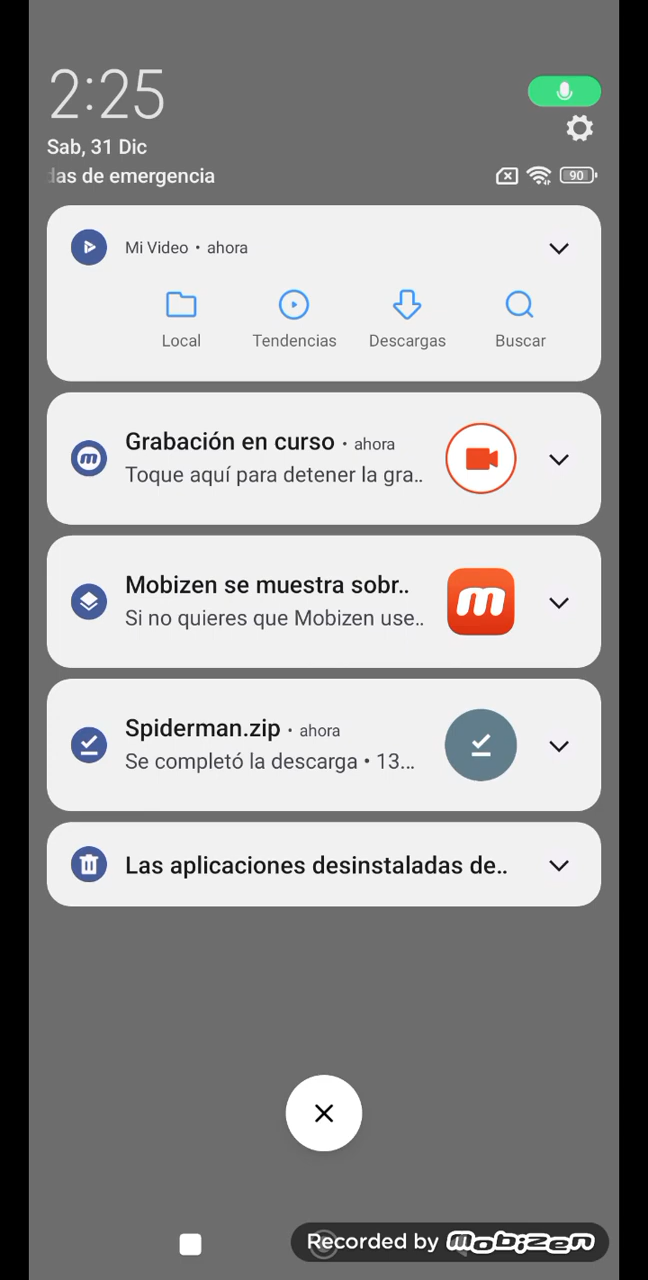 2:25
Sab, 31 Dic
das de emergencia
90
Mi Video • ahora
Local
Tendencias
Descargas
Buscar
Grabación en curso • ahora
Toque aquí para detener la gra..
Mobizen se muestra sobr..
Si no quieres que Mobizen use..
Spiderman.zip • ahora
Se completó la descarga • 13...
Las aplicaciones desinstaladas de..
Recorded by Mobizen